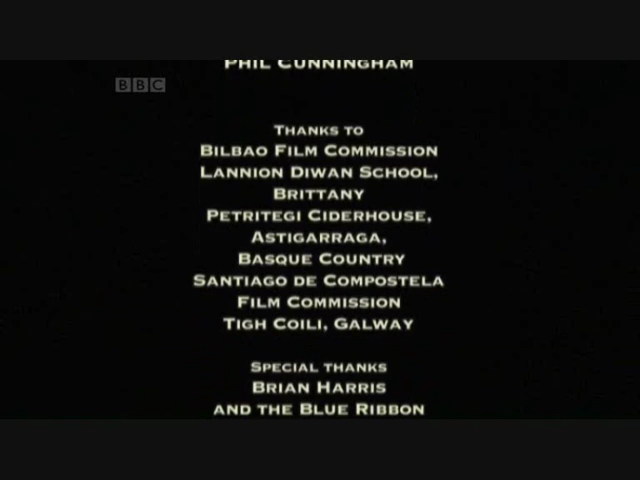 Phil Cunningham
BBC
Thanks to
Bilbao Film Commission
Lannion Diwan School,
Brittany
Petritegi Ciderhouse,
Astigarraga,
Basque Country
Santiago de Compostela
Film Commission
Tigh Coili, Galway
Special thanks
Brian Harris
and the Blue Ribbon